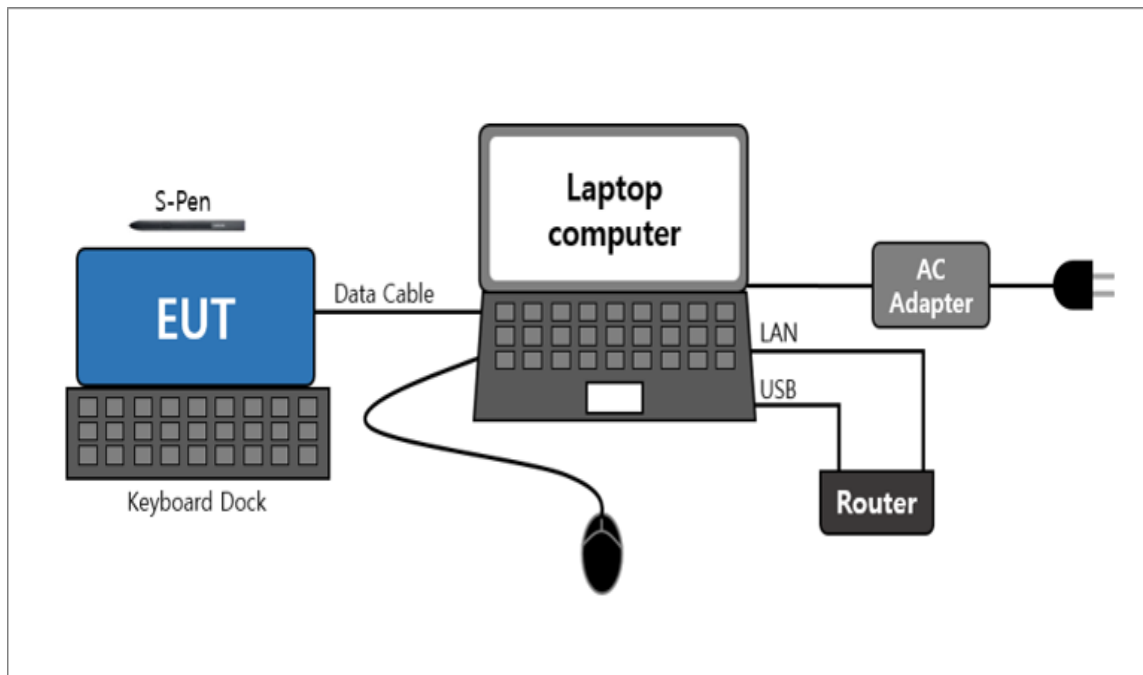 S-Pen
EUT
Keyboard Dock
Data Cable
Laptop
computer
AC
Adapter
LAN
USB
Router